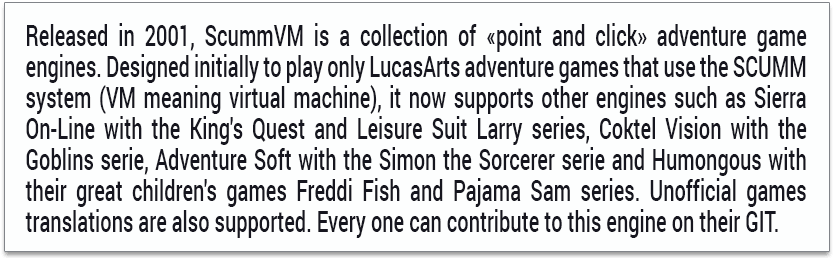 Released in 2001, ScummVM is a collection of «point and click» adventure game
engines. Designed initially to play only LucasArts adventure games that use the SCUMM
system (VM meaning virtual machine), it now supports other engines such as Sierra
On-Line with the King's Quest and Leisure Suit Larry series, Coktel Vision with the
Goblins serie, Adventure Soft with the Simon the Sorcerer serie and Humongous with
their great children's games Freddi Fish and Pajama Sam series. Unofficial games
translations are also supported. Every one can contribute to this engine on their GIT.